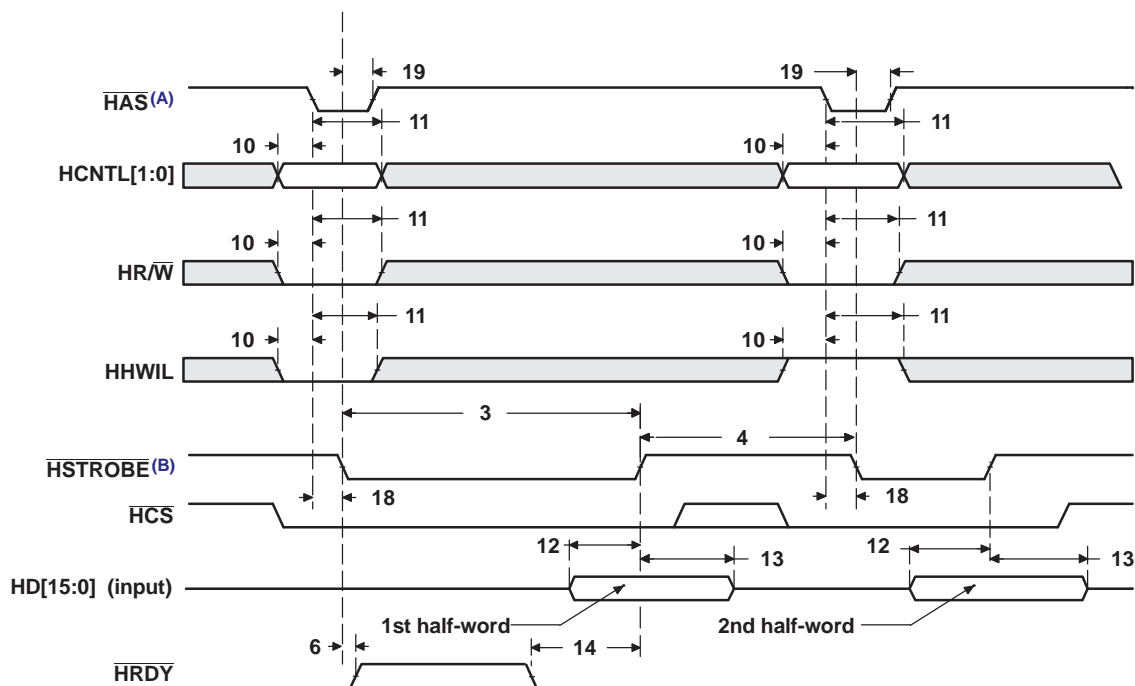 19 19
HAS(A)
11 11
10 10
HCNTL[1:0]
11 11
10 10
HR/W
11 11
10 10
HHWIL
3
4
HSTROBE(B)
18 18
HCS
12 13 12 13
HD[15:0] (input)
1st half-word 2nd half-word
6 14
HRDY